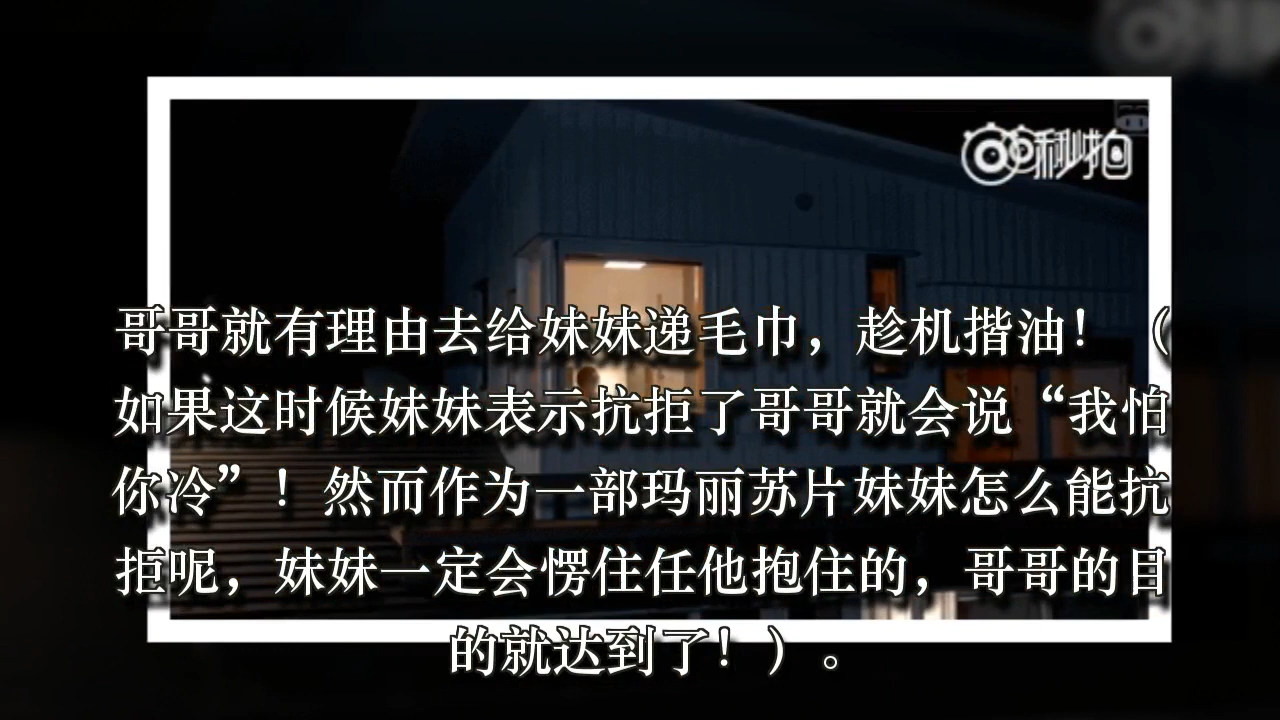 秒拍
哥哥就有理由去给妹妹递毛巾，趁机揩油！（
如果这时候妹妹表示抗拒了哥哥就会说“我怕
你冷”！然而作为一部玛丽苏片妹妹怎么能抗
拒呢，妹妹一定会愣住任他抱住的，哥哥的目
的就达到了！）。